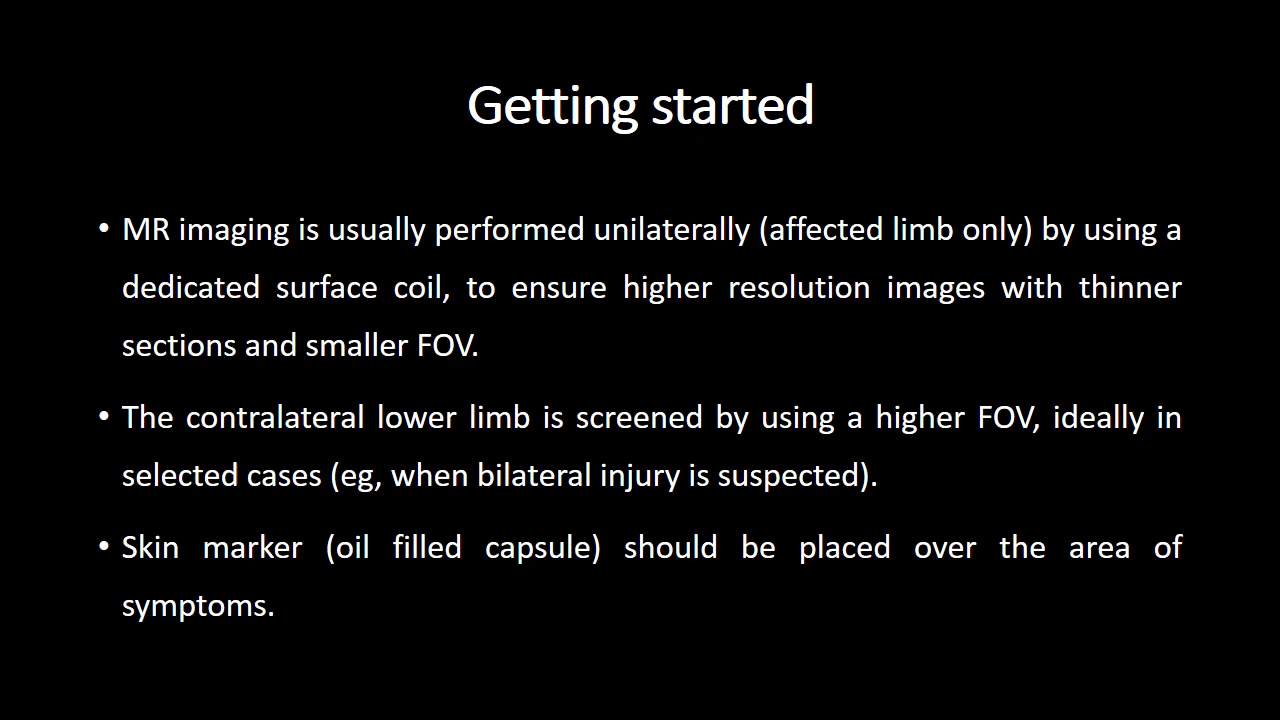 Getting started
• MR imaging is usually performed unilaterally (affected limb only) by using a
dedicated surface coil, to ensure higher resolution images with thinner
sections and smaller FOV.
• The contralateral lower limb is screened by using a higher FOV, ideally in
selected cases (eg, when bilateral injury is suspected).
• Skin marker (oil filled capsule) should be placed over the area of
symptoms.